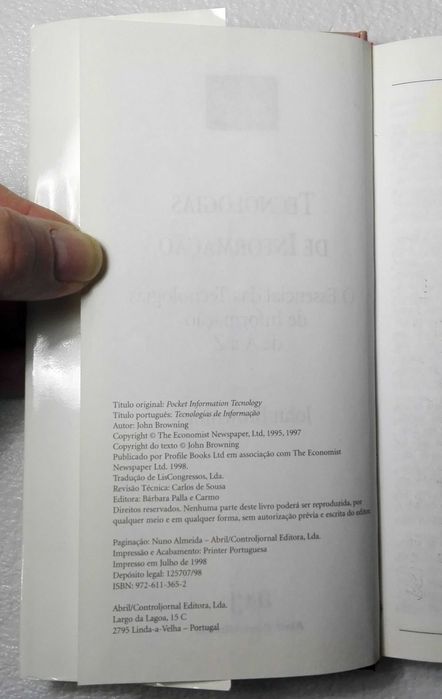 Título original: Pocket Information Tecnology
Título português: Tecnologias de Informação
Autor: John Browning
Copyright © The Economist Newspaper, Ltd, 1995, 1997
Copyright do texto © John Browning
Publicado por Profile Books Ltd em associação com The Economist
Newspaper Ltd. 1998.
Tradução de LisCongressos, Lda.
Revisão Técnica: Carlos de Sousa
Editora: Bárbara Palla e Carmo
Direitos reservados. Nenhuma parte deste livro poderá ser reproduzida, por
qualquer meio e em qualquer forma, sem autorização prévia e escrita do editor.
Paginação: Nuno Almeida – Abril/Controljornal Editora, Lda.
Impressão e Acabamento: Printer Portuguesa
Impresso em Julho de 1998
Depósito legal: 125707/98
ISBN: 972-611-365-2
Abril/Controljornal Editora, Lda.
Largo da Lagoa, 15 C
2795 Linda-a-Velha – Portugal